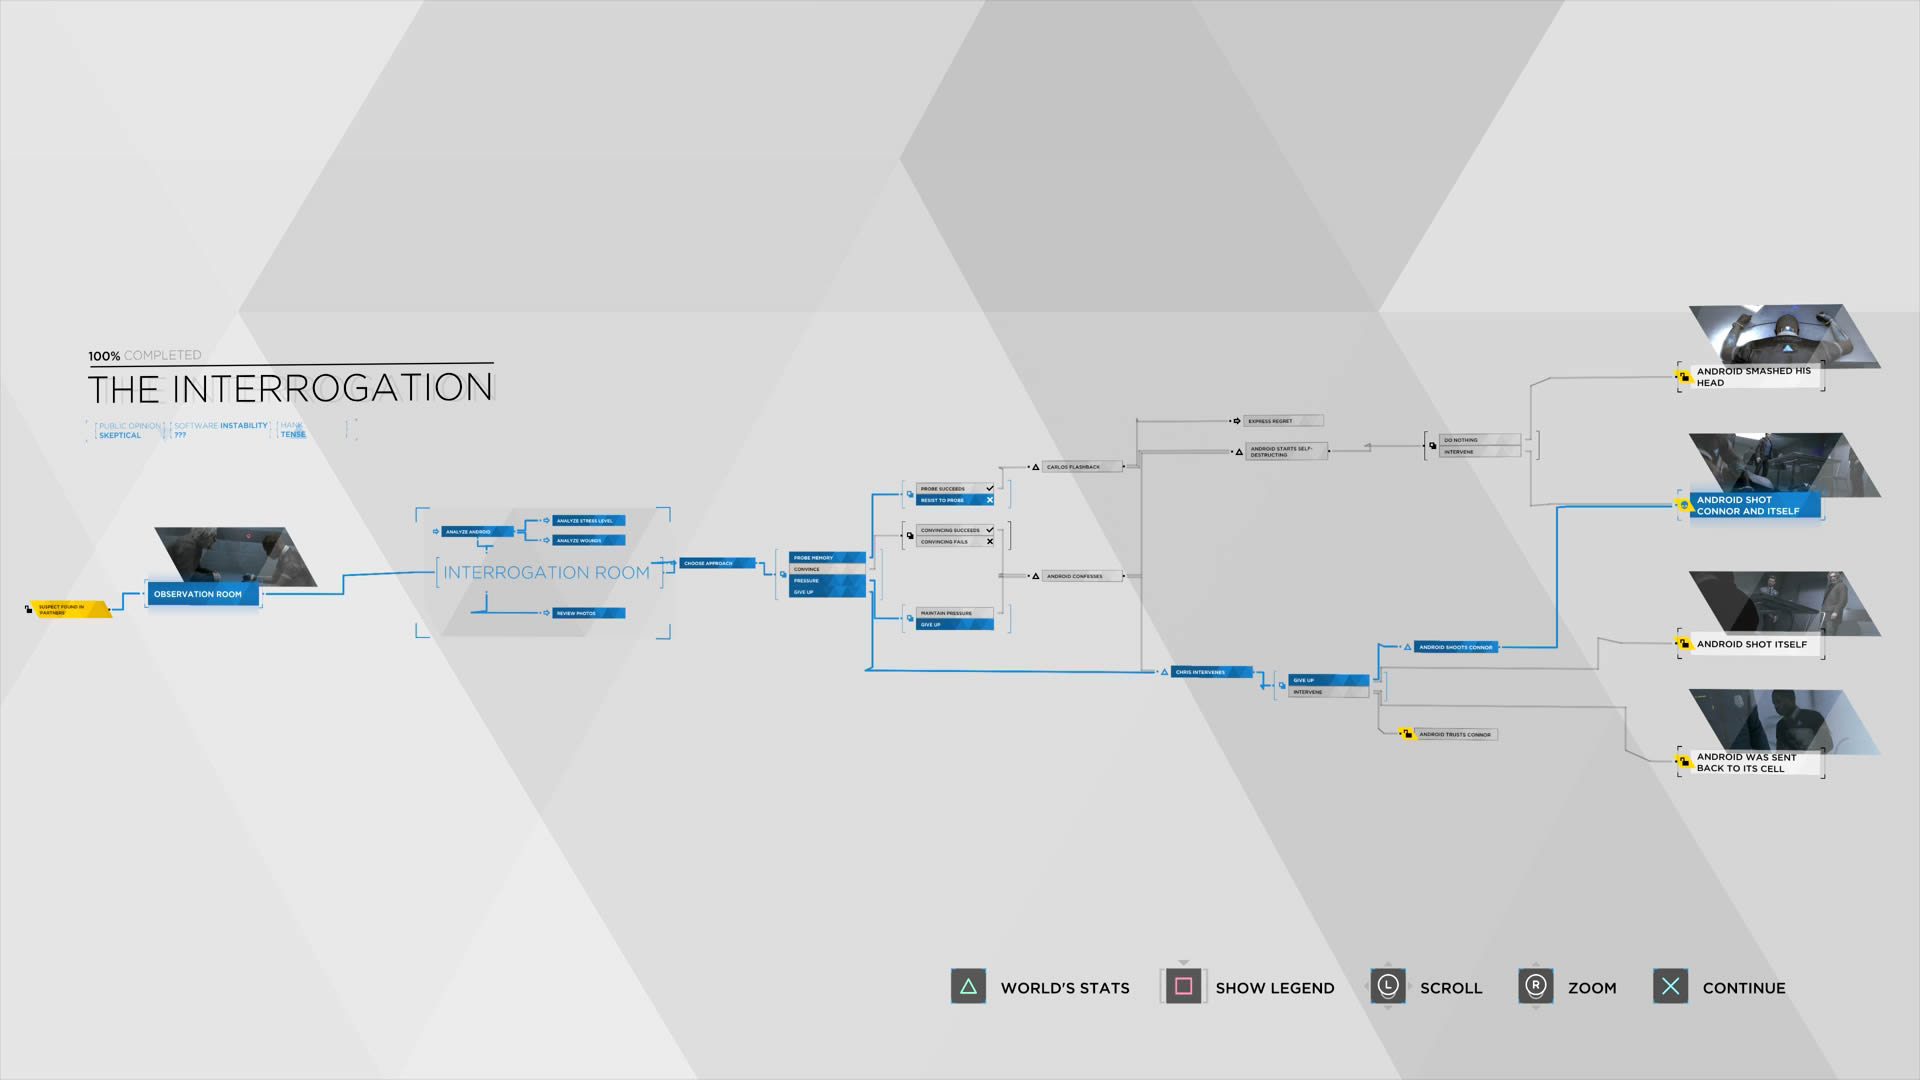 100% COMPLETED
THE INTERROGATION
PUBLIC OPINION
SKEPTICAL
SOFTWARE INSTABILITY
???
HANK
TENSE
SUSPECT FOUND IN
PARTNERS
OBSERVATION ROOM
ANALYZE ANDROID
ANALYZE STRESS LEVEL
ANALYZE WOUNDS
INTERROGATION ROOM
REVIEW PHOTOS
CHOOSE APPROACH
PROBE MEMORY
CONVINCE
PRESSURE
GIVE UP
PROBE SUCCEEDS
RESIST TO PROBE
CONVINCING SUCCEEDS
CONVINCING FAILS
MAINTAIN PRESSURE
GIVE UP
CARLOS FLASHBACK
ANDROID CONFESSES
EXPRESS REGRET
ANDROID STARTS SELF-
DESTRUCTING
DO NOTHING
INTERVENE
CHRIS INTERVENES
GIVE UP
INTERVENE
ANDROID SHOOTS CONNOR
ANDROID TRUSTS CONNOR
ANDROID SMASHED HIS
HEAD
ANDROID SHOT
CONNOR AND ITSELF
ANDROID SHOT ITSELF
ANDROID WAS SENT
BACK TO ITS CELL
WORLD'S STATS
SHOW LEGEND
L SCROLL
R ZOOM
CONTINUE